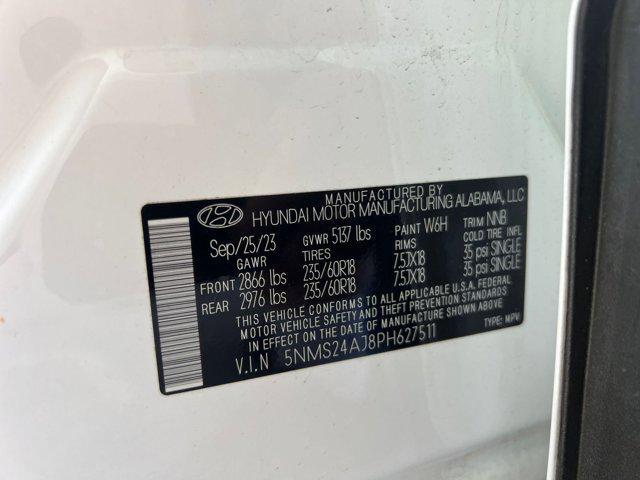 MANUFACTURED BY
HYUNDAI MOTOR MANUFACTURING ALABAMA, LLC
Sep/25/23 GVWR 5137 lbs PAINT W6H TRIM NNB
GAWR TIRES RIMS COLD TIRE INFL
FRONT 2866 lbs 235/60R18 7.5JX18 35 psi SINGLE
REAR 2976 lbs 235/60R18 7.5JX18 35 psi SINGLE
THIS VEHICLE CONFORMS TO ALL APPLICABLE U.S.A. FEDERAL
MOTOR VEHICLE SAFETY AND THEFT PREVENTION STANDARDS
IN EFFECT ON THE DATE OF MANUFACTURE SHOWN ABOVE
V.I.N 5NMS24AJ8PH627511 TYPE: MPV